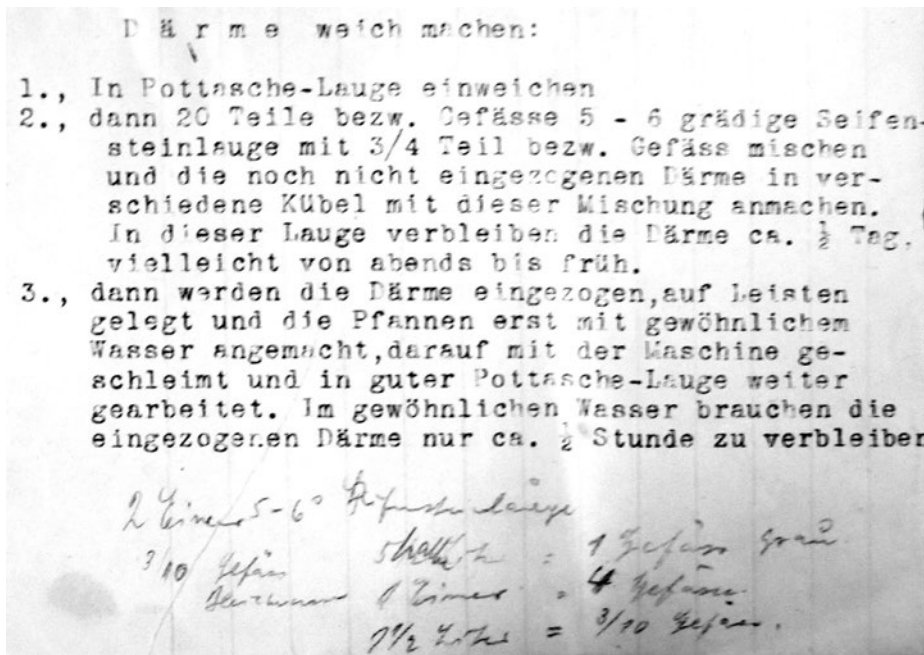 D ä r m e weich machen:
1., In Pottasche-Lauge einweichen
2., dann 20 Teile bezw. Gefässe 5 - 6 grädige Seifen-
steinlauge mit 3/4 Teil bezw. Gefäss mischen
und die noch nicht eingezogenen Därme in ver-
schiedene Kübel mit dieser Mischung anmachen.
In dieser Lauge verbleiben die Därme ca. ½ Tag,
vielleicht von abends bis früh.
3., dann werden die Därme eingezogen,auf Leisten
gelegt und die Pfannen erst mit gewöhnlichem
Wasser angemacht,darauf mit der Maschine ge-
schleimt und in guter Pottasche-Lauge weiter
gearbeitet. Im gewöhnlichen Wasser brauchen die
eingezogenen Därme nur ca. ½ Stunde zu verbleiben
2 Eimer 5-6°
3/10 Gefäss = 1 Gefäss grau
1 Eimer = 4 Gefässe
1½ Liter = 3/10 Gefäss.